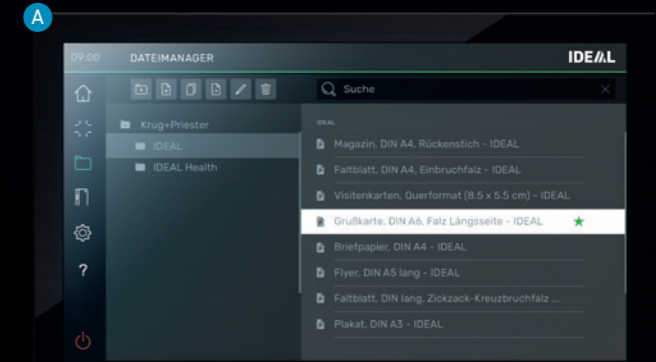 A
09:00 DATEIMANAGER IDEAL
Suche
Krug+Priester
IDEAL
IDEAL Health
IDEAL
Magazin, DIN A4, Rückenstich - IDEAL
Faltblatt, DIN A4, Einbruchfalz - IDEAL
Visitenkarten, Querformat (8.5 x 5.5 cm) - IDEAL
Grußkarte, DIN A6, Falz Längsseite - IDEAL
Briefpapier, DIN A4 - IDEAL
Flyer, DIN A5 lang - IDEAL
Faltblatt, DIN lang, Zickzack-Kreuzbruchfalz ...
Plakat, DIN A3 - IDEAL
?